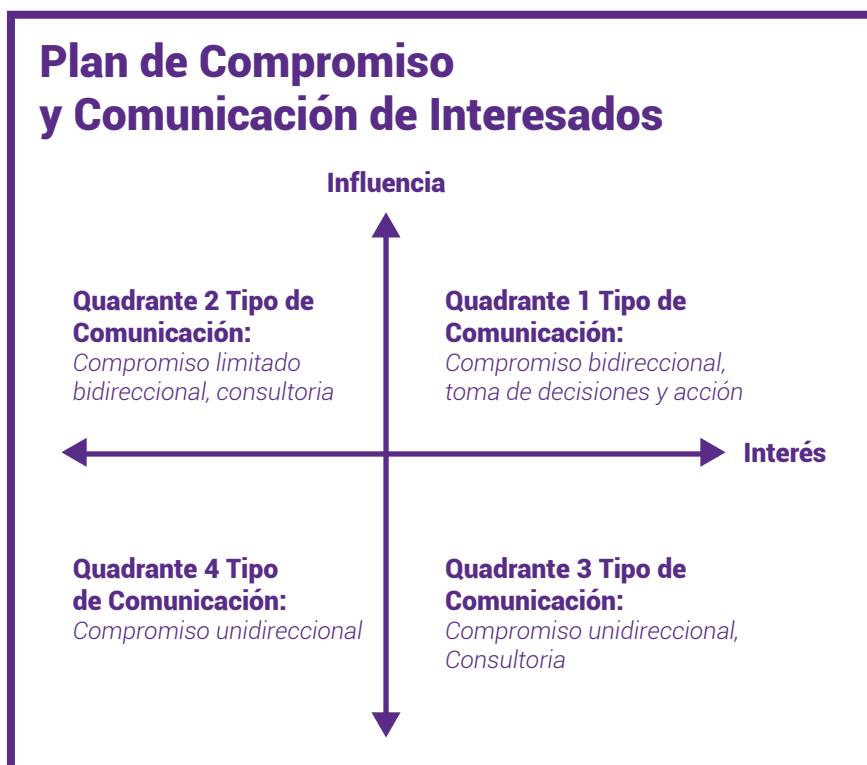 Plan de Compromiso
y Comunicación de Interesados
Influencia
Quadrante 2 Tipo de
Comunicación:
Compromiso limitado
bidireccional, consultoria
Quadrante 1 Tipo de
Comunicación:
Compromiso bidireccional,
toma de decisiones y acción
Interés
Quadrante 4 Tipo
de Comunicación:
Compromiso unidireccional
Quadrante 3 Tipo de
Comunicación:
Compromiso unidireccional,
Consultoria